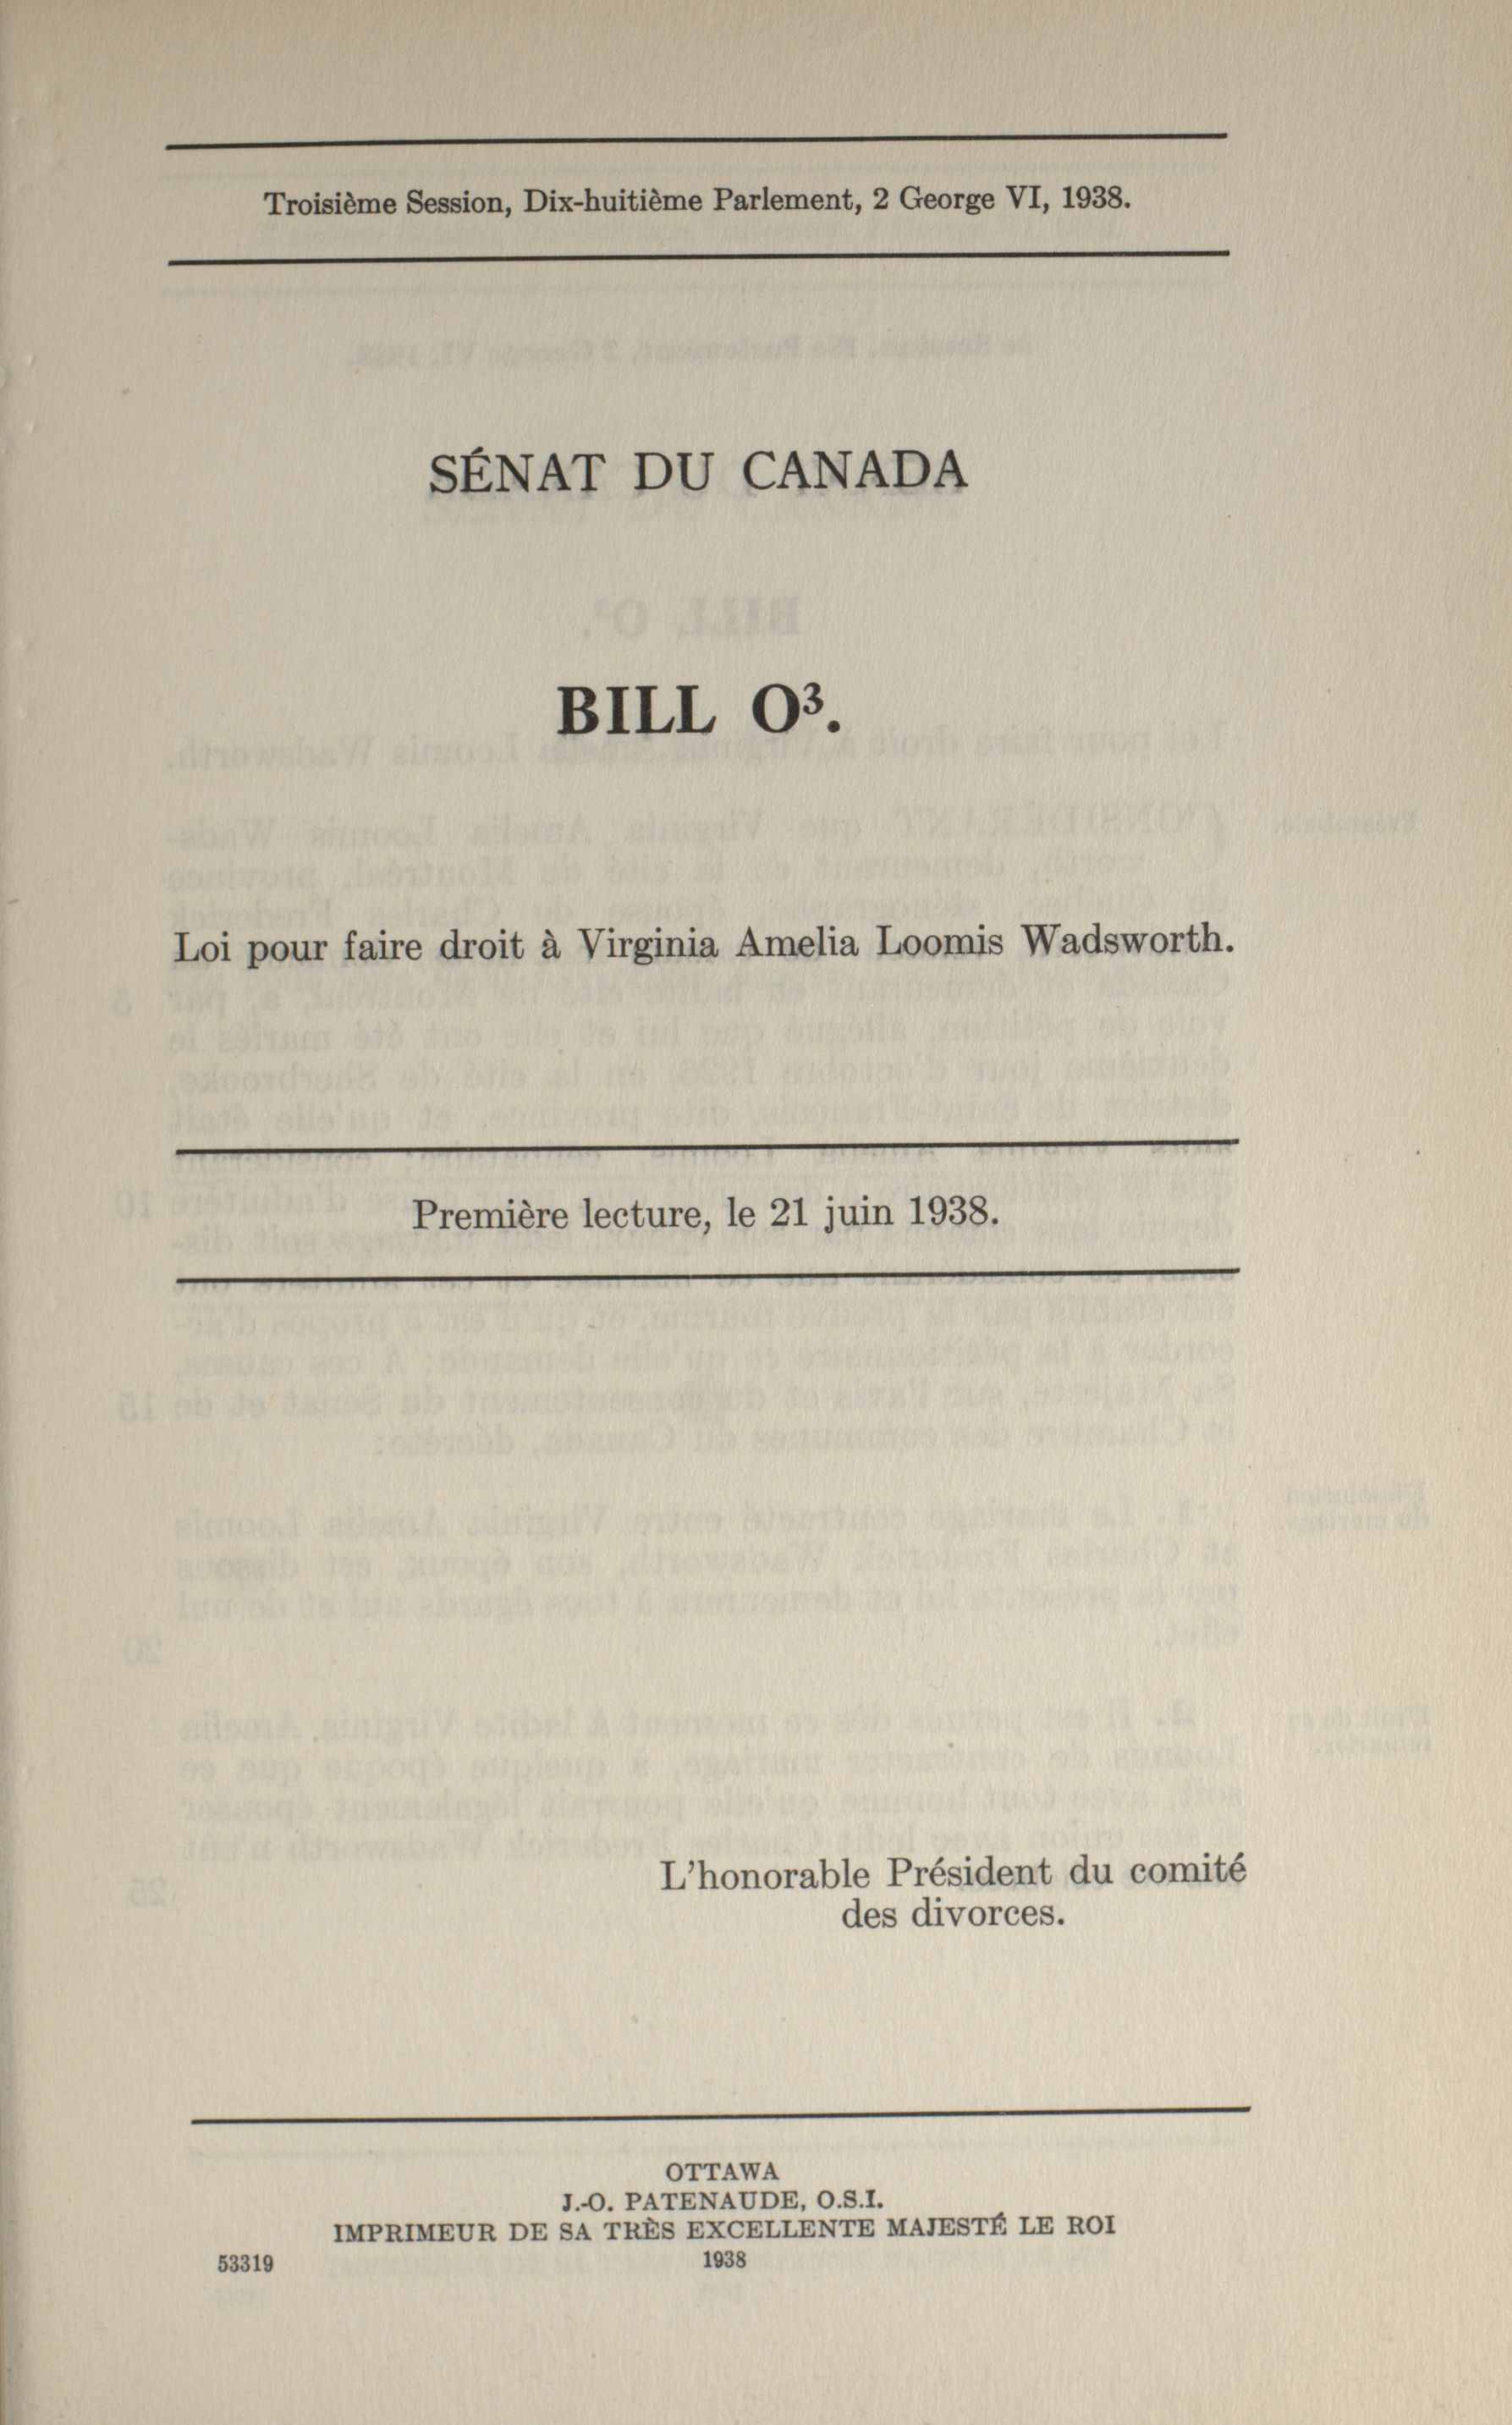 Troisième Session, Dix-huitième Parlement, 2 George VI, 1938.
SÉNAT DU CANADA
BILL O³.
Loi pour faire droit à Virginia Amelia Loomis Wadsworth.
Première lecture, le 21 juin 1938.
L'honorable Président du comité
des divorces.
OTTAWA
J.-O. PATENAUDE, O.S.I.
IMPRIMEUR DE SA TRÈS EXCELLENTE MAJESTÉ LE ROI
53319 1938